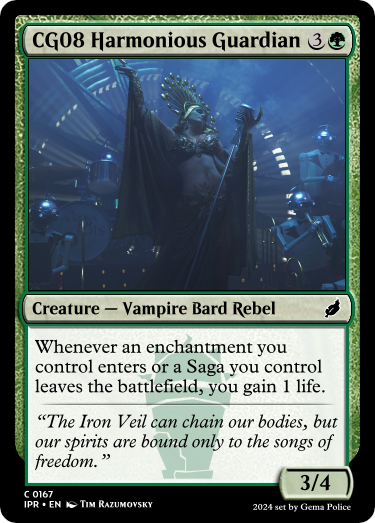 CG08 Harmonious Guardian 3
Creature — Vampire Bard Rebel
Whenever an enchantment you
control enters or a Saga you control
leaves the battlefield, you gain 1 life.
“The Iron Veil can chain our bodies, but
our spirits are bound only to the songs of
freedom.”
3/4
C 0167
IPR • EN Tim Razumovsky
2024 set by Gema Police